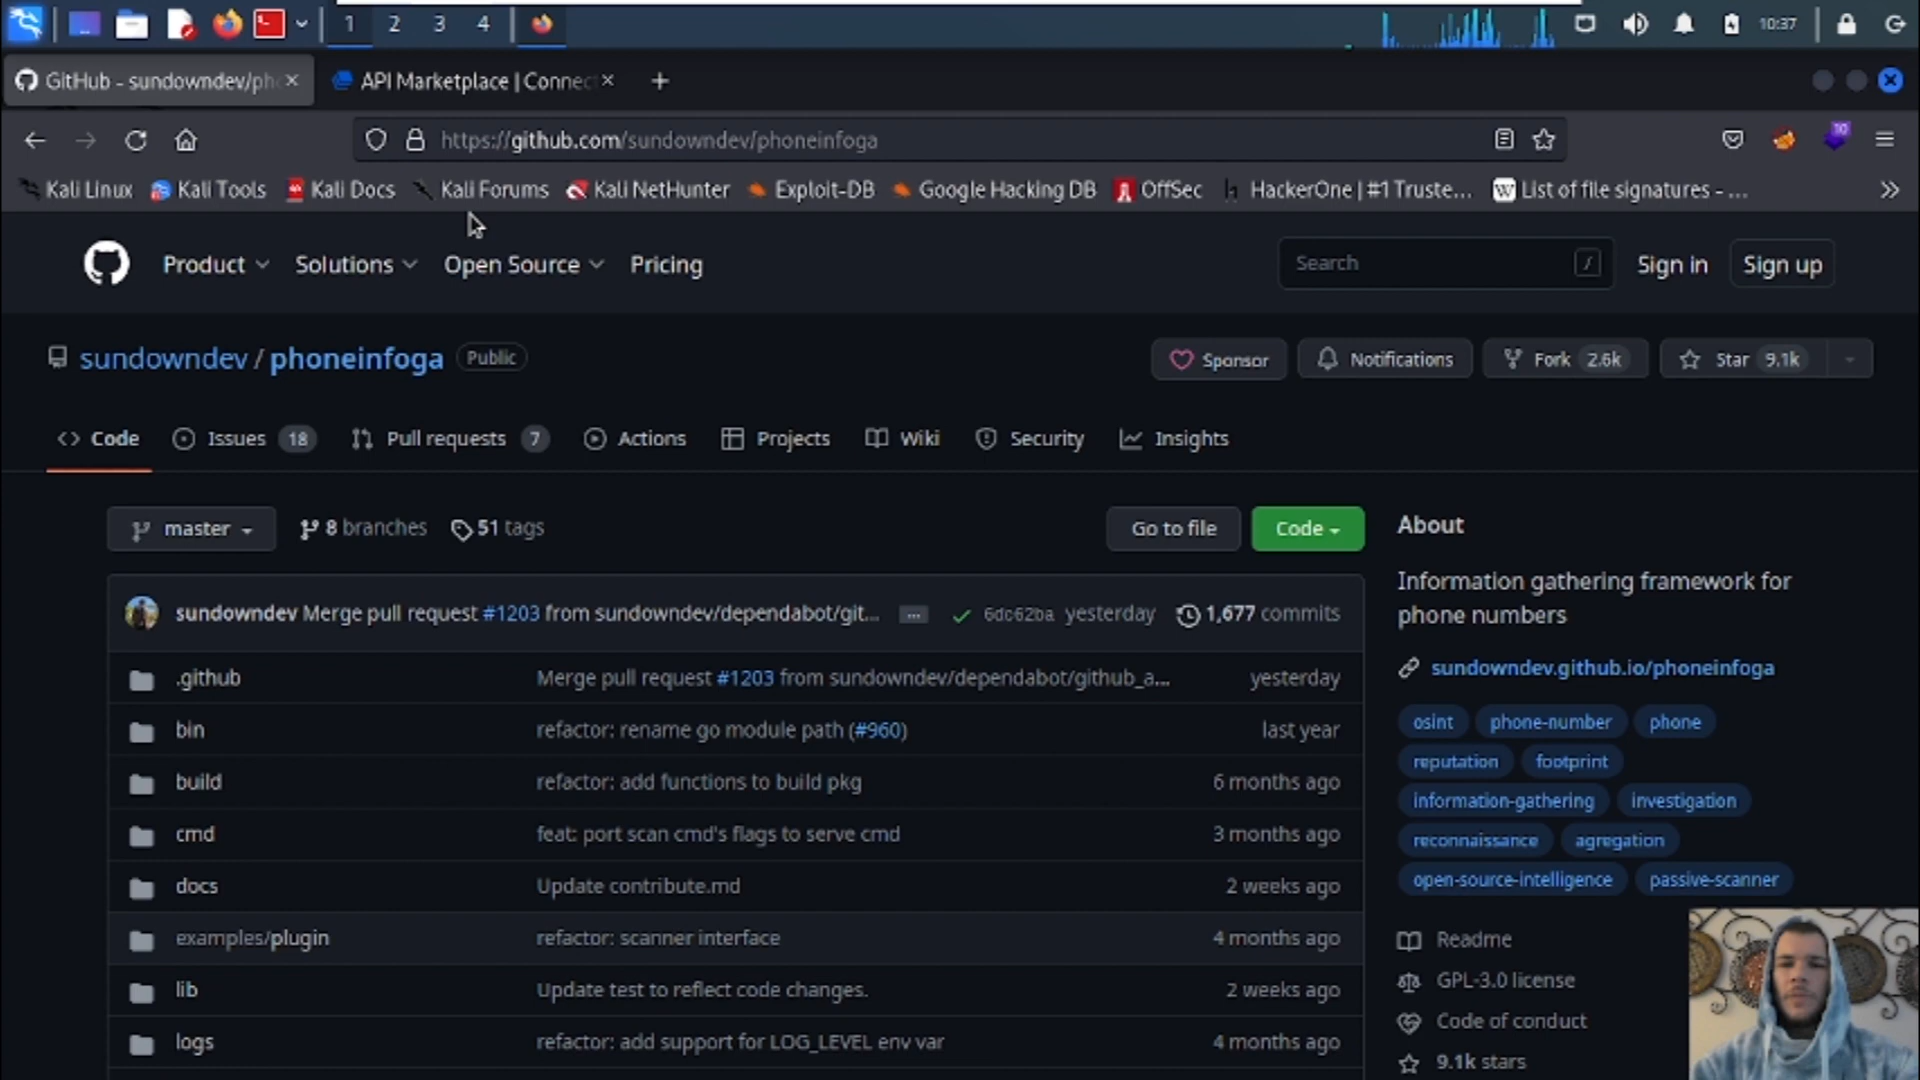 1 2 3 4 10:37
GitHub - sundowndev/ph API Marketplace | Connec
https://github.com/sundowndev/phoneinfoga 10
Kali Linux Kali Tools Kali Docs Kali Forums Kali NetHunter Exploit-DB Google Hacking DB OffSec HackerOne | #1 Truste... List of file signatures - ...
Product Solutions Open Source Pricing Search / Sign in Sign up
sundowndev / phoneinfoga Public Sponsor Notifications Fork 2.6k Star 9.1k
Code Issues 18 Pull requests 7 Actions Projects Wiki Security Insights
master 8 branches 51 tags Go to file Code
sundowndev Merge pull request #1203 from sundowndev/dependabot/git... ... 6dc62ba yesterday 1,677 commits
.github Merge pull request #1203 from sundowndev/dependabot/github_a... yesterday
bin refactor: rename go module path (#960) last year
build refactor: add functions to build pkg 6 months ago
cmd feat: port scan cmd's flags to serve cmd 3 months ago
docs Update contribute.md 2 weeks ago
examples/plugin refactor: scanner interface 4 months ago
lib Update test to reflect code changes. 2 weeks ago
logs refactor: add support for LOG_LEVEL env var 4 months ago
About
Information gathering framework for
phone numbers
sundowndev.github.io/phoneinfoga
osint phone-number phone
reputation footprint
information-gathering investigation
reconnaissance agregation
open-source-intelligence passive-scanner
Readme
GPL-3.0 license
Code of conduct
9.1k stars